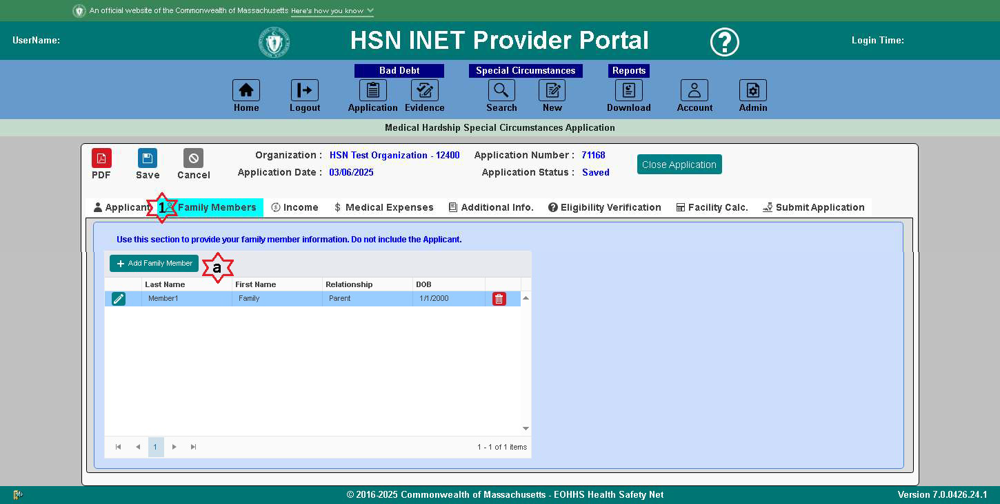 An official website of the Commonwealth of Massachusetts Here's how you know
UserName:
HSN INET Provider Portal
?
Login Time:
Bad Debt
Special Circumstances
Reports
Home
Logout
Application
Evidence
Search
New
Download
Account
Admin
Medical Hardship Special Circumstances Application
PDF
Save
Cancel
Organization : HSN Test Organization - 12400 Application Number : 71168
Application Date : 03/06/2025 Application Status : Saved
Close Application
Applicant 1 Family Members Income $ Medical Expenses Additional Info. ? Eligibility Verification Facility Calc. Submit Application
Use this section to provide your family member information. Do not include the Applicant.
+ Add Family Member a
Last Name First Name Relationship DOB
Member1 Family Parent 1/1/2000
1 1 - 1 of 1 items
© 2016-2025 Commonwealth of Massachusetts - EOHHS Health Safety Net
Version 7.0.0426.24.1